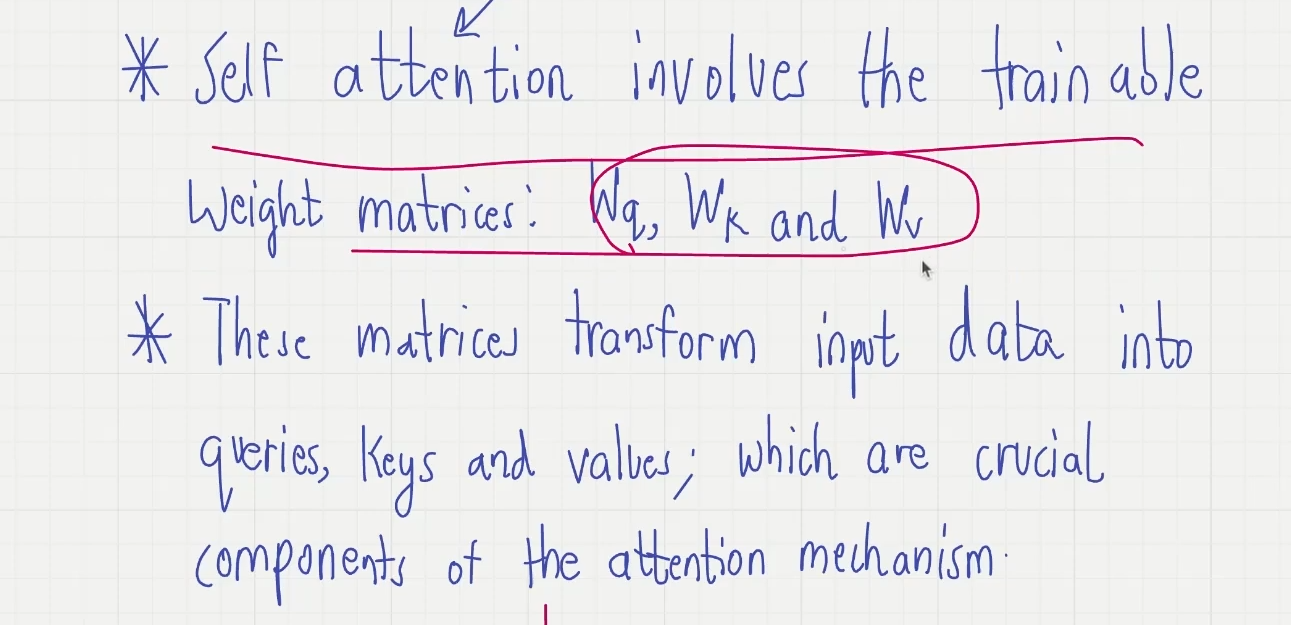 * Self attention involves the trainable
Weight matrices: Wq, WK and Wv
* These matrices transform input data into
queries, keys and values; which are crucial
components of the attention mechanism.